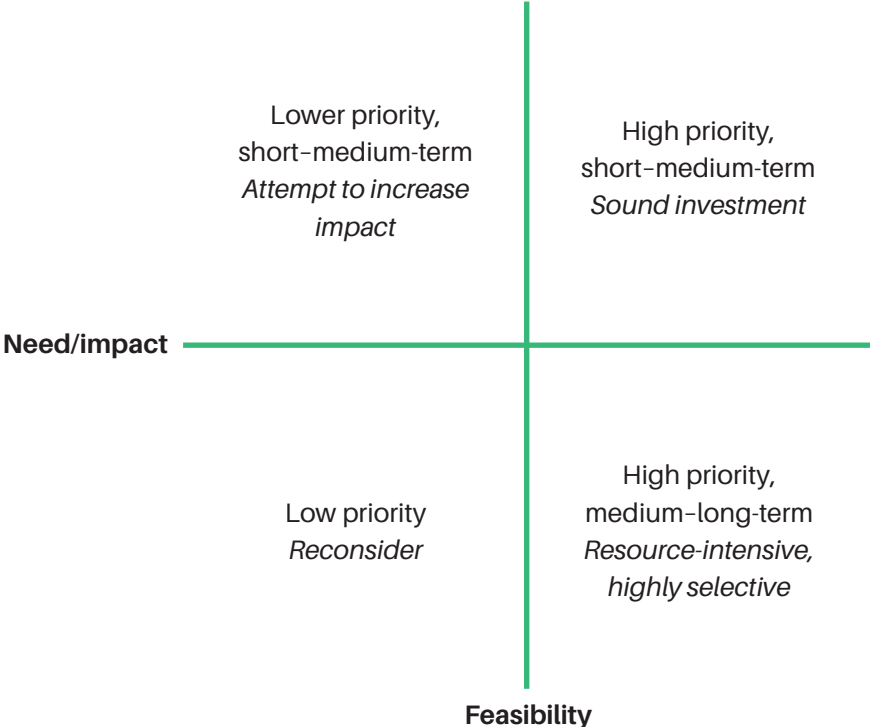 Lower priority,
short–medium-term
Attempt to increase
impact
High priority,
short–medium-term
Sound investment
Need/impact
Low priority
Reconsider
High priority,
medium–long-term
Resource-intensive,
highly selective
Feasibility